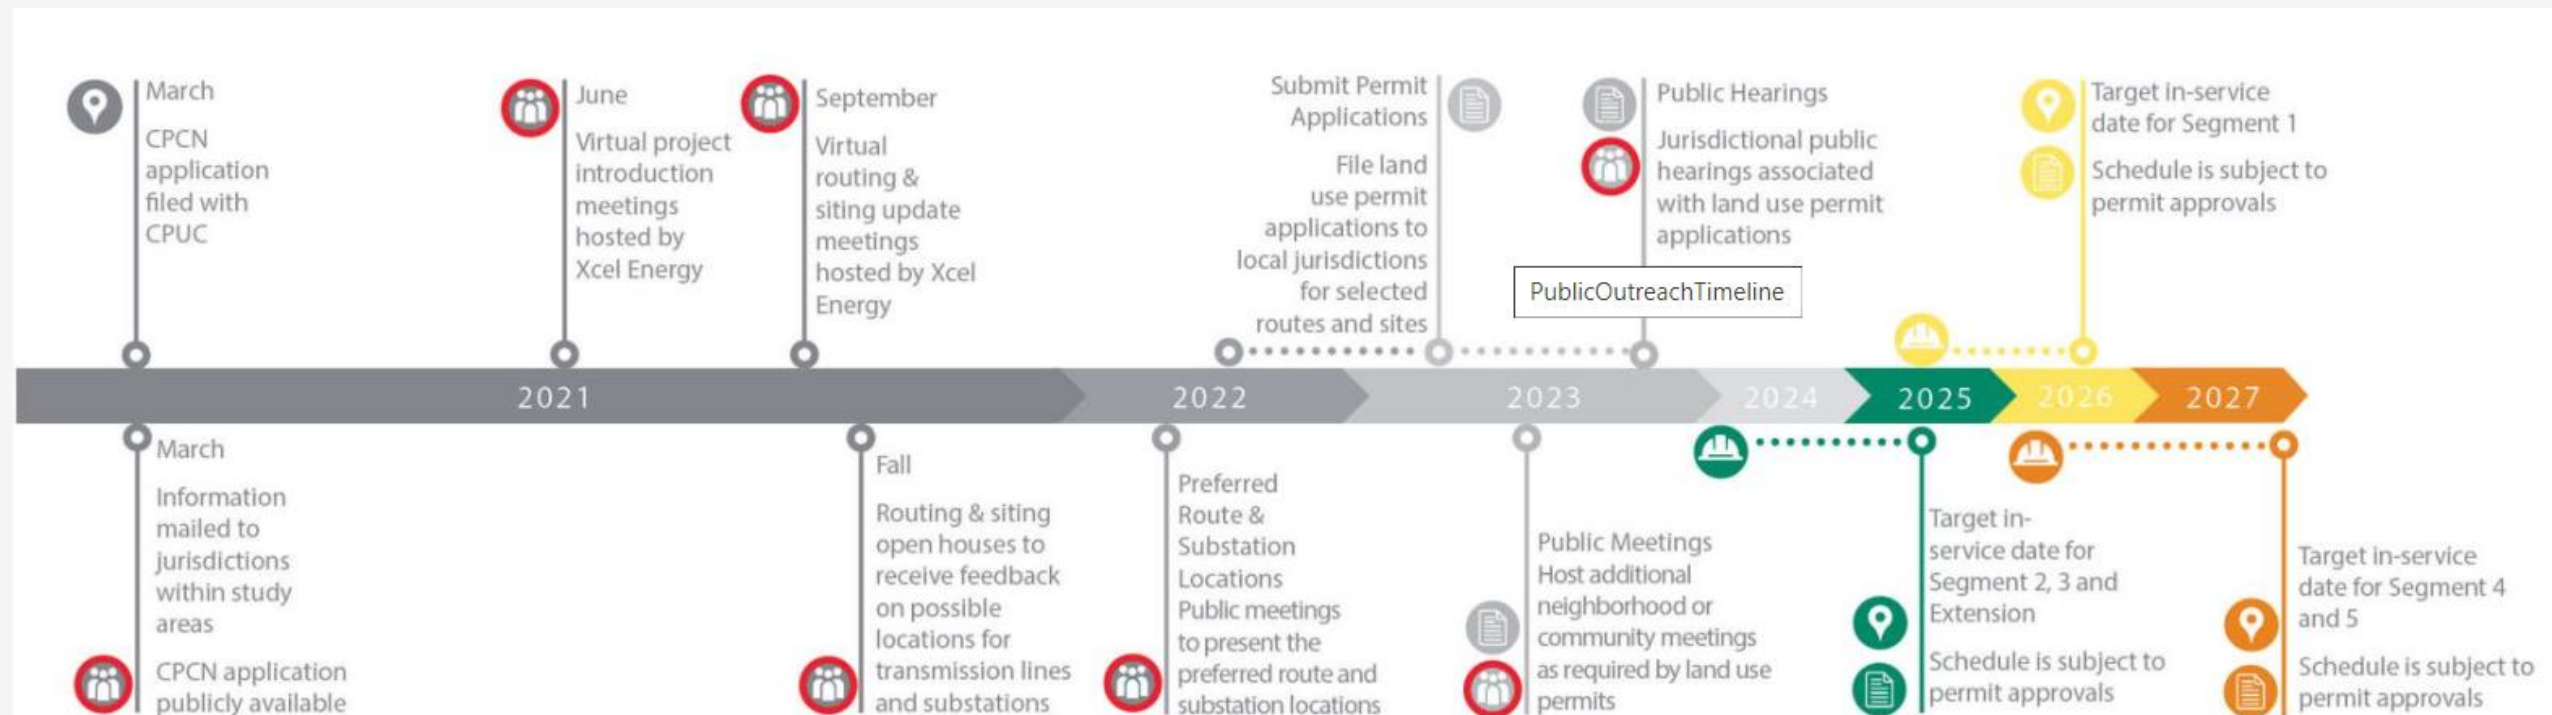 March
CPCN
application
filed with
CPUC
June
Virtual project
introduction
meetings
hosted by
Xcel Energy
September
Virtual
routing &
siting update
meetings
hosted by Xcel
Energy
Submit Permit
Applications
File land
use permit
applications to
local jurisdictions
for selected
routes and sites
Public Hearings
Jurisdictional public
hearings associated
with land use permit
applications
PublicOutreachTimeline
Target in-service
date for Segment 1
Schedule is subject to
permit approvals
2021
2022
2023
2024
2025
2026
2027
March
Information
mailed to
jurisdictions
within study
areas
CPCN application
publicly available
Fall
Routing & siting
open houses to
receive feedback
on possible
locations for
transmission lines
and substations
Preferred
Route &
Substation
Locations
Public meetings
to present the
preferred route and
substation locations
Public Meetings
Host additional
neighborhood or
community meetings
as required by land use
permits
Target in-
service date for
Segment 2, 3 and
Extension
Schedule is subject to
permit approvals
Target in-service
date for Segment 4
and 5
Schedule is subject to
permit approvals